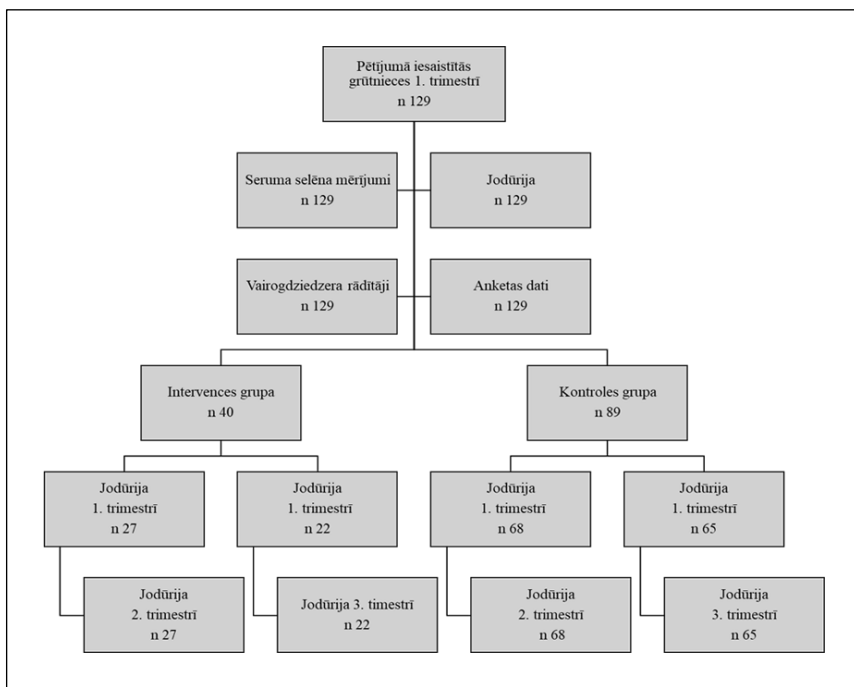 Pētījumā iesaistītās
grūtnieces 1. trimestrī
n 129
Seruma selēna mērījumi
n 129
Jodūrija
n 129
Vairogdziedzera rādītāji
n 129
Anketas dati
n 129
Intervences grupa
n 40
Kontroles grupa
n 89
Jodūrija
1. trimestrī
n 27
Jodūrija
1. trimestrī
n 22
Jodūrija
1. trimestrī
n 68
Jodūrija
1. trimestrī
n 65
Jodūrija
2. trimestrī
n 27
Jodūrija 3. timestrī
n 22
Jodūrija
2. trimestrī
n 68
Jodūrija
3. trimestrī
n 65